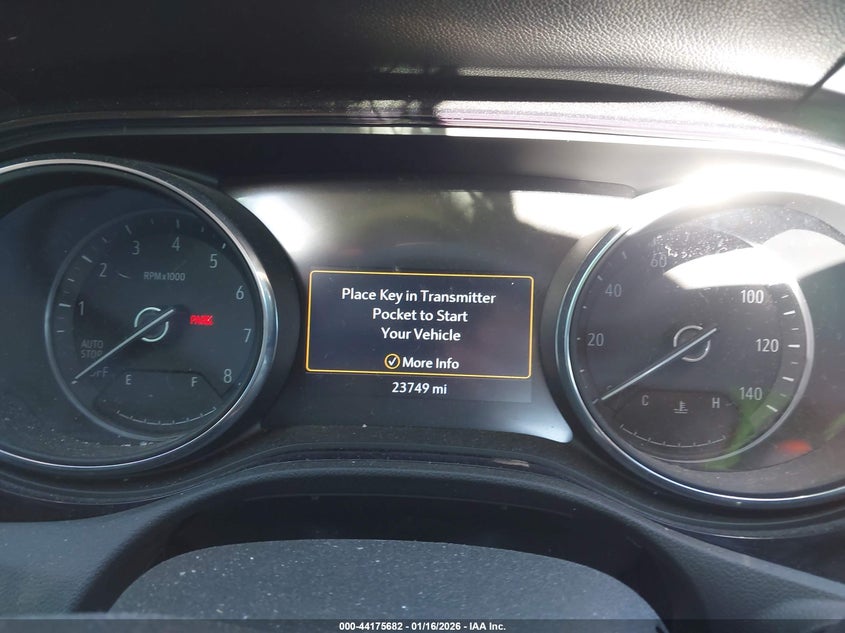 Place Key in Transmitter
Pocket to Start
Your Vehicle
More Info
23749 mi
RPMx1000
1
2
3
4
5
6
7
8
AUTO
STOP
OFF
E F
20
40
60
100
120
140
C H
000-44175682 - 01/16/2026 - IAA Inc.